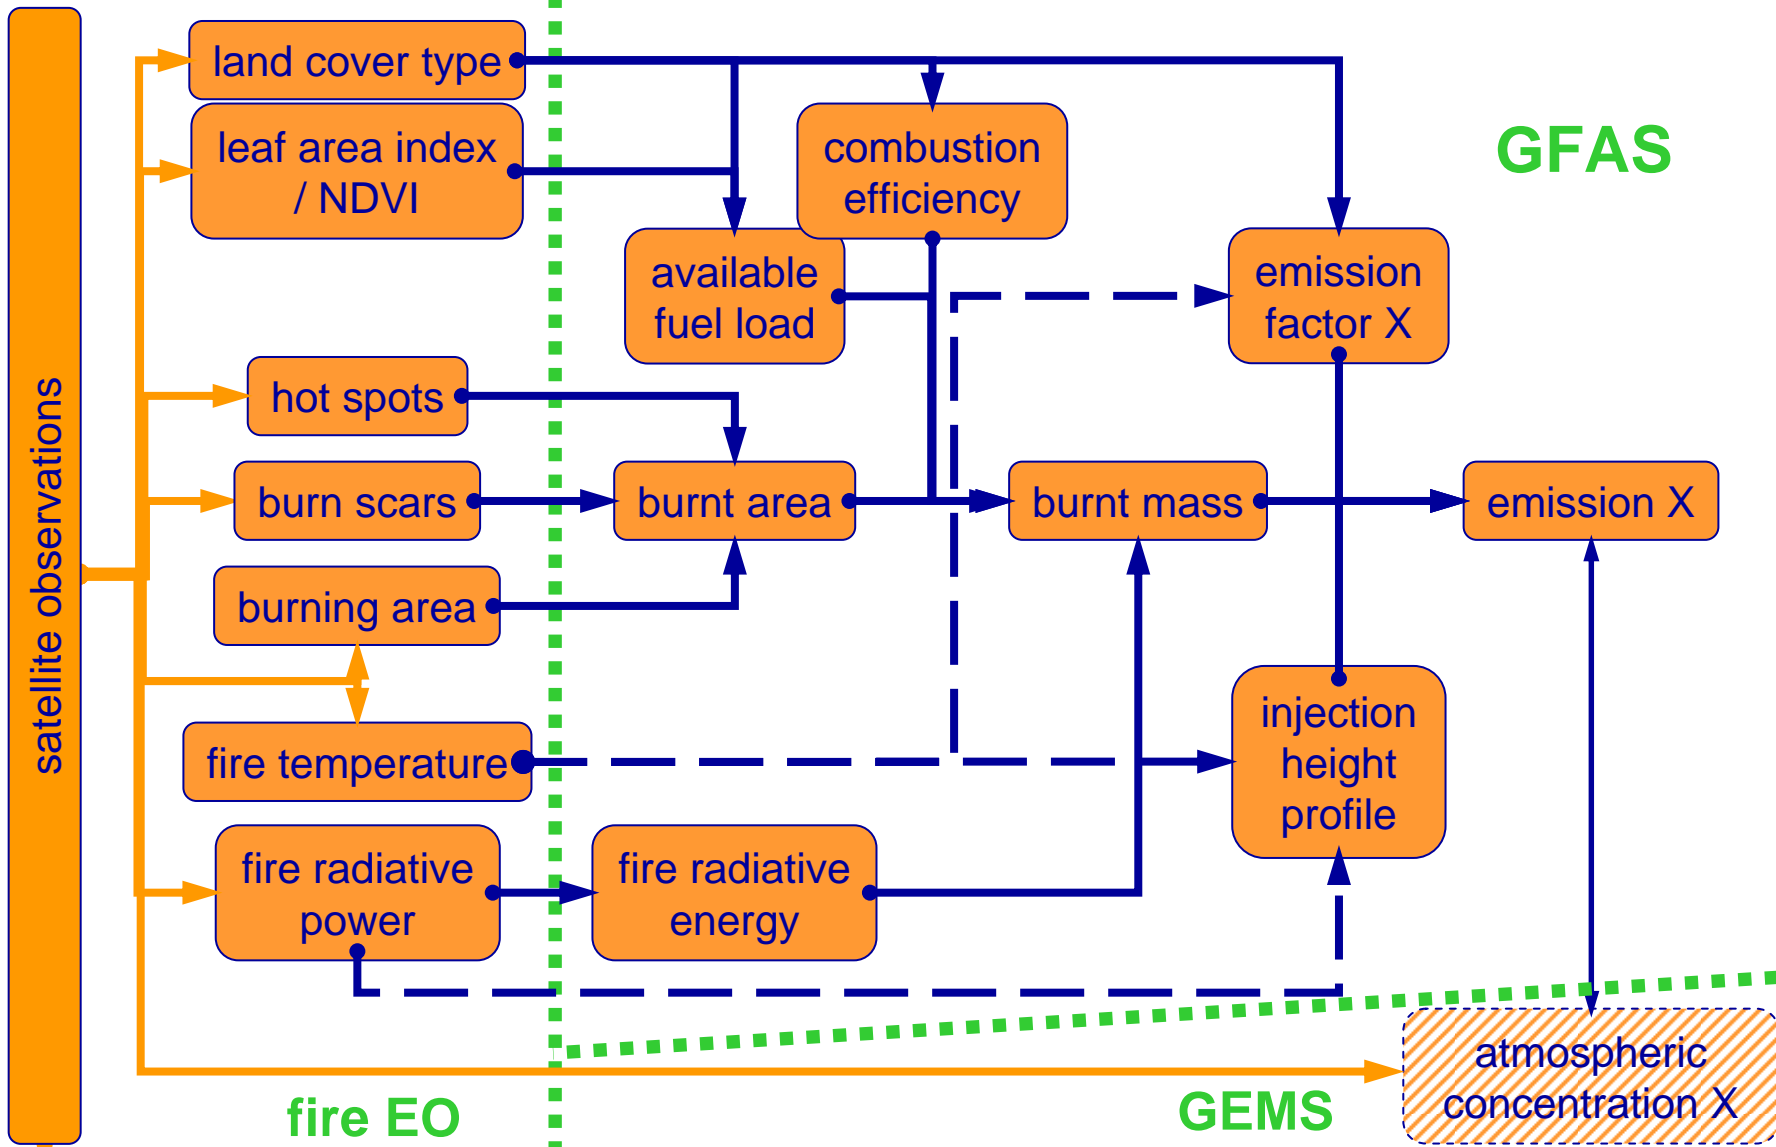 satellite observations
land cover type
leaf area index
/ NDVI
combustion
efficiency
GFAS
available
fuel load
emission
factor X
hot spots
burn scars
burnt area
burnt mass
emission X
burning area
fire temperature
injection
height
profile
fire radiative
power
fire radiative
energy
atmospheric
concentration X
fire EO
GEMS